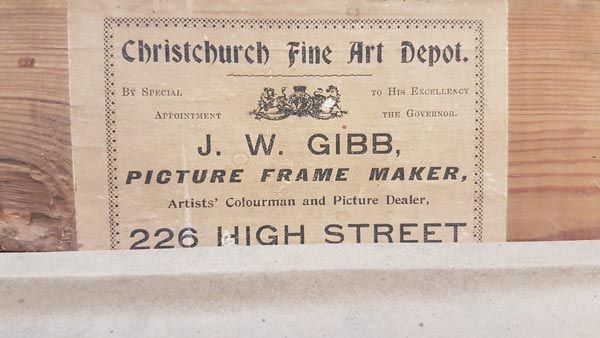 Christchurch Fine Art Depot.
By Special Appointment
to His Excellency the Governor.
J. W. GIBB,
PICTURE FRAME MAKER,
Artists' Colourman and Picture Dealer,
226 HIGH STREET